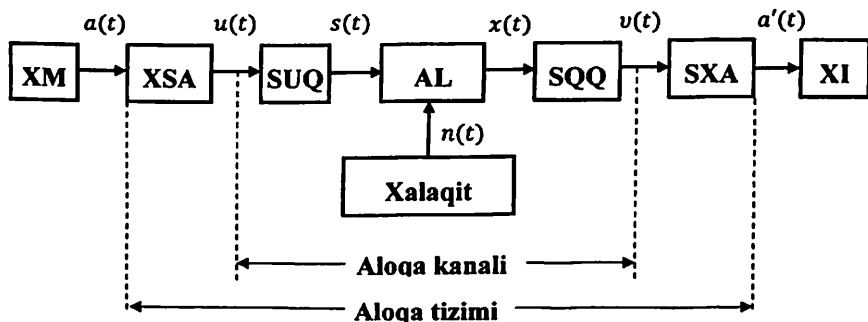 a(t) u(t) s(t) x(t) v(t) a′(t)
XM XSA SUQ AL SQQ SXA XI
n(t)
Xalaqit
Aloqa kanali
Aloqa tizimi